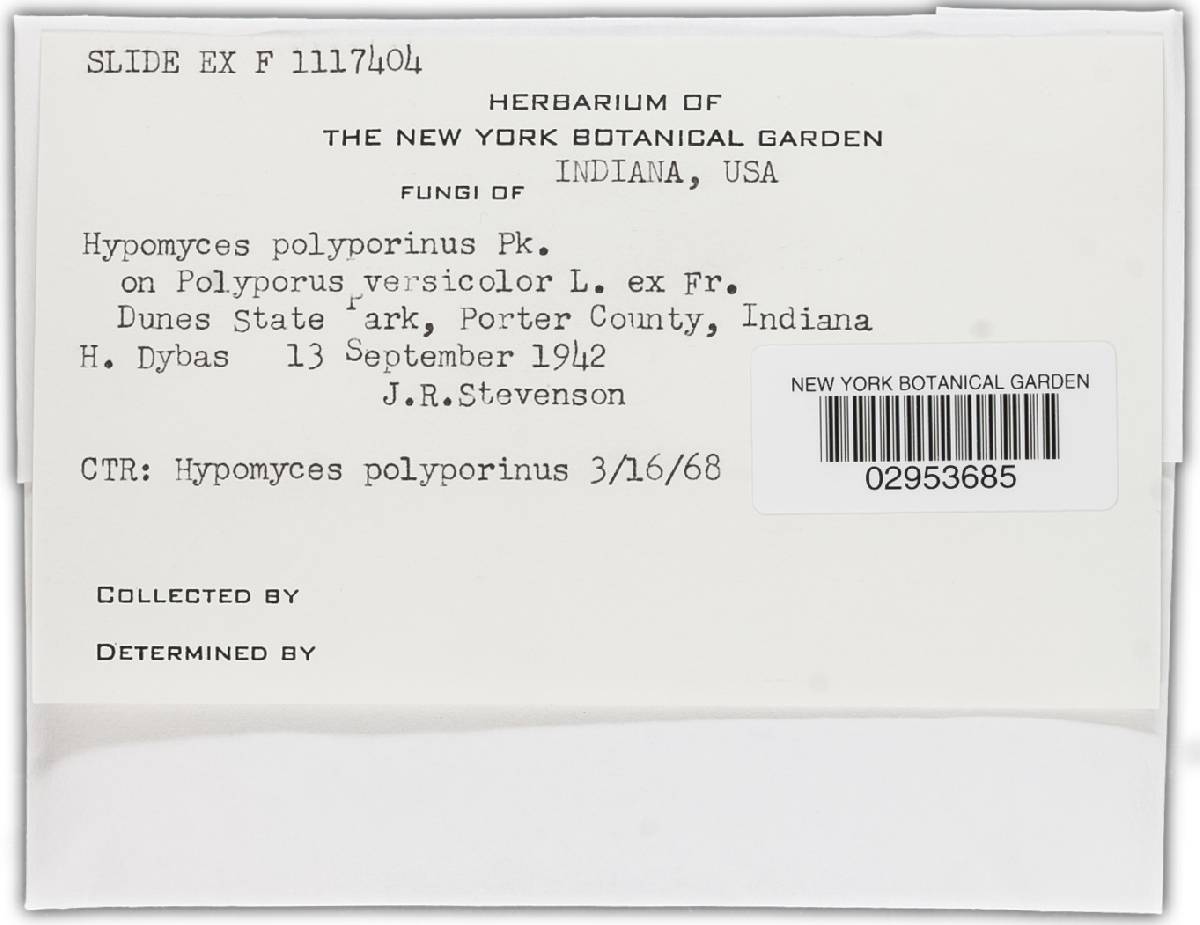 SLIDE EX F 1117404
HERBARIUM OF
THE NEW YORK BOTANICAL GARDEN
FUNGI OF INDIANA, USA
Hypomyces polyporinus Pk.
on Polyporus versicolor L. ex Fr.
Dunes State Park, Porter County, Indiana
H. Dybas 13 September 1942
J.R.Stevenson
NEW YORK BOTANICAL GARDEN
02953685
CTR: Hypomyces polyporinus 3/16/68
COLLECTED BY
DETERMINED BY